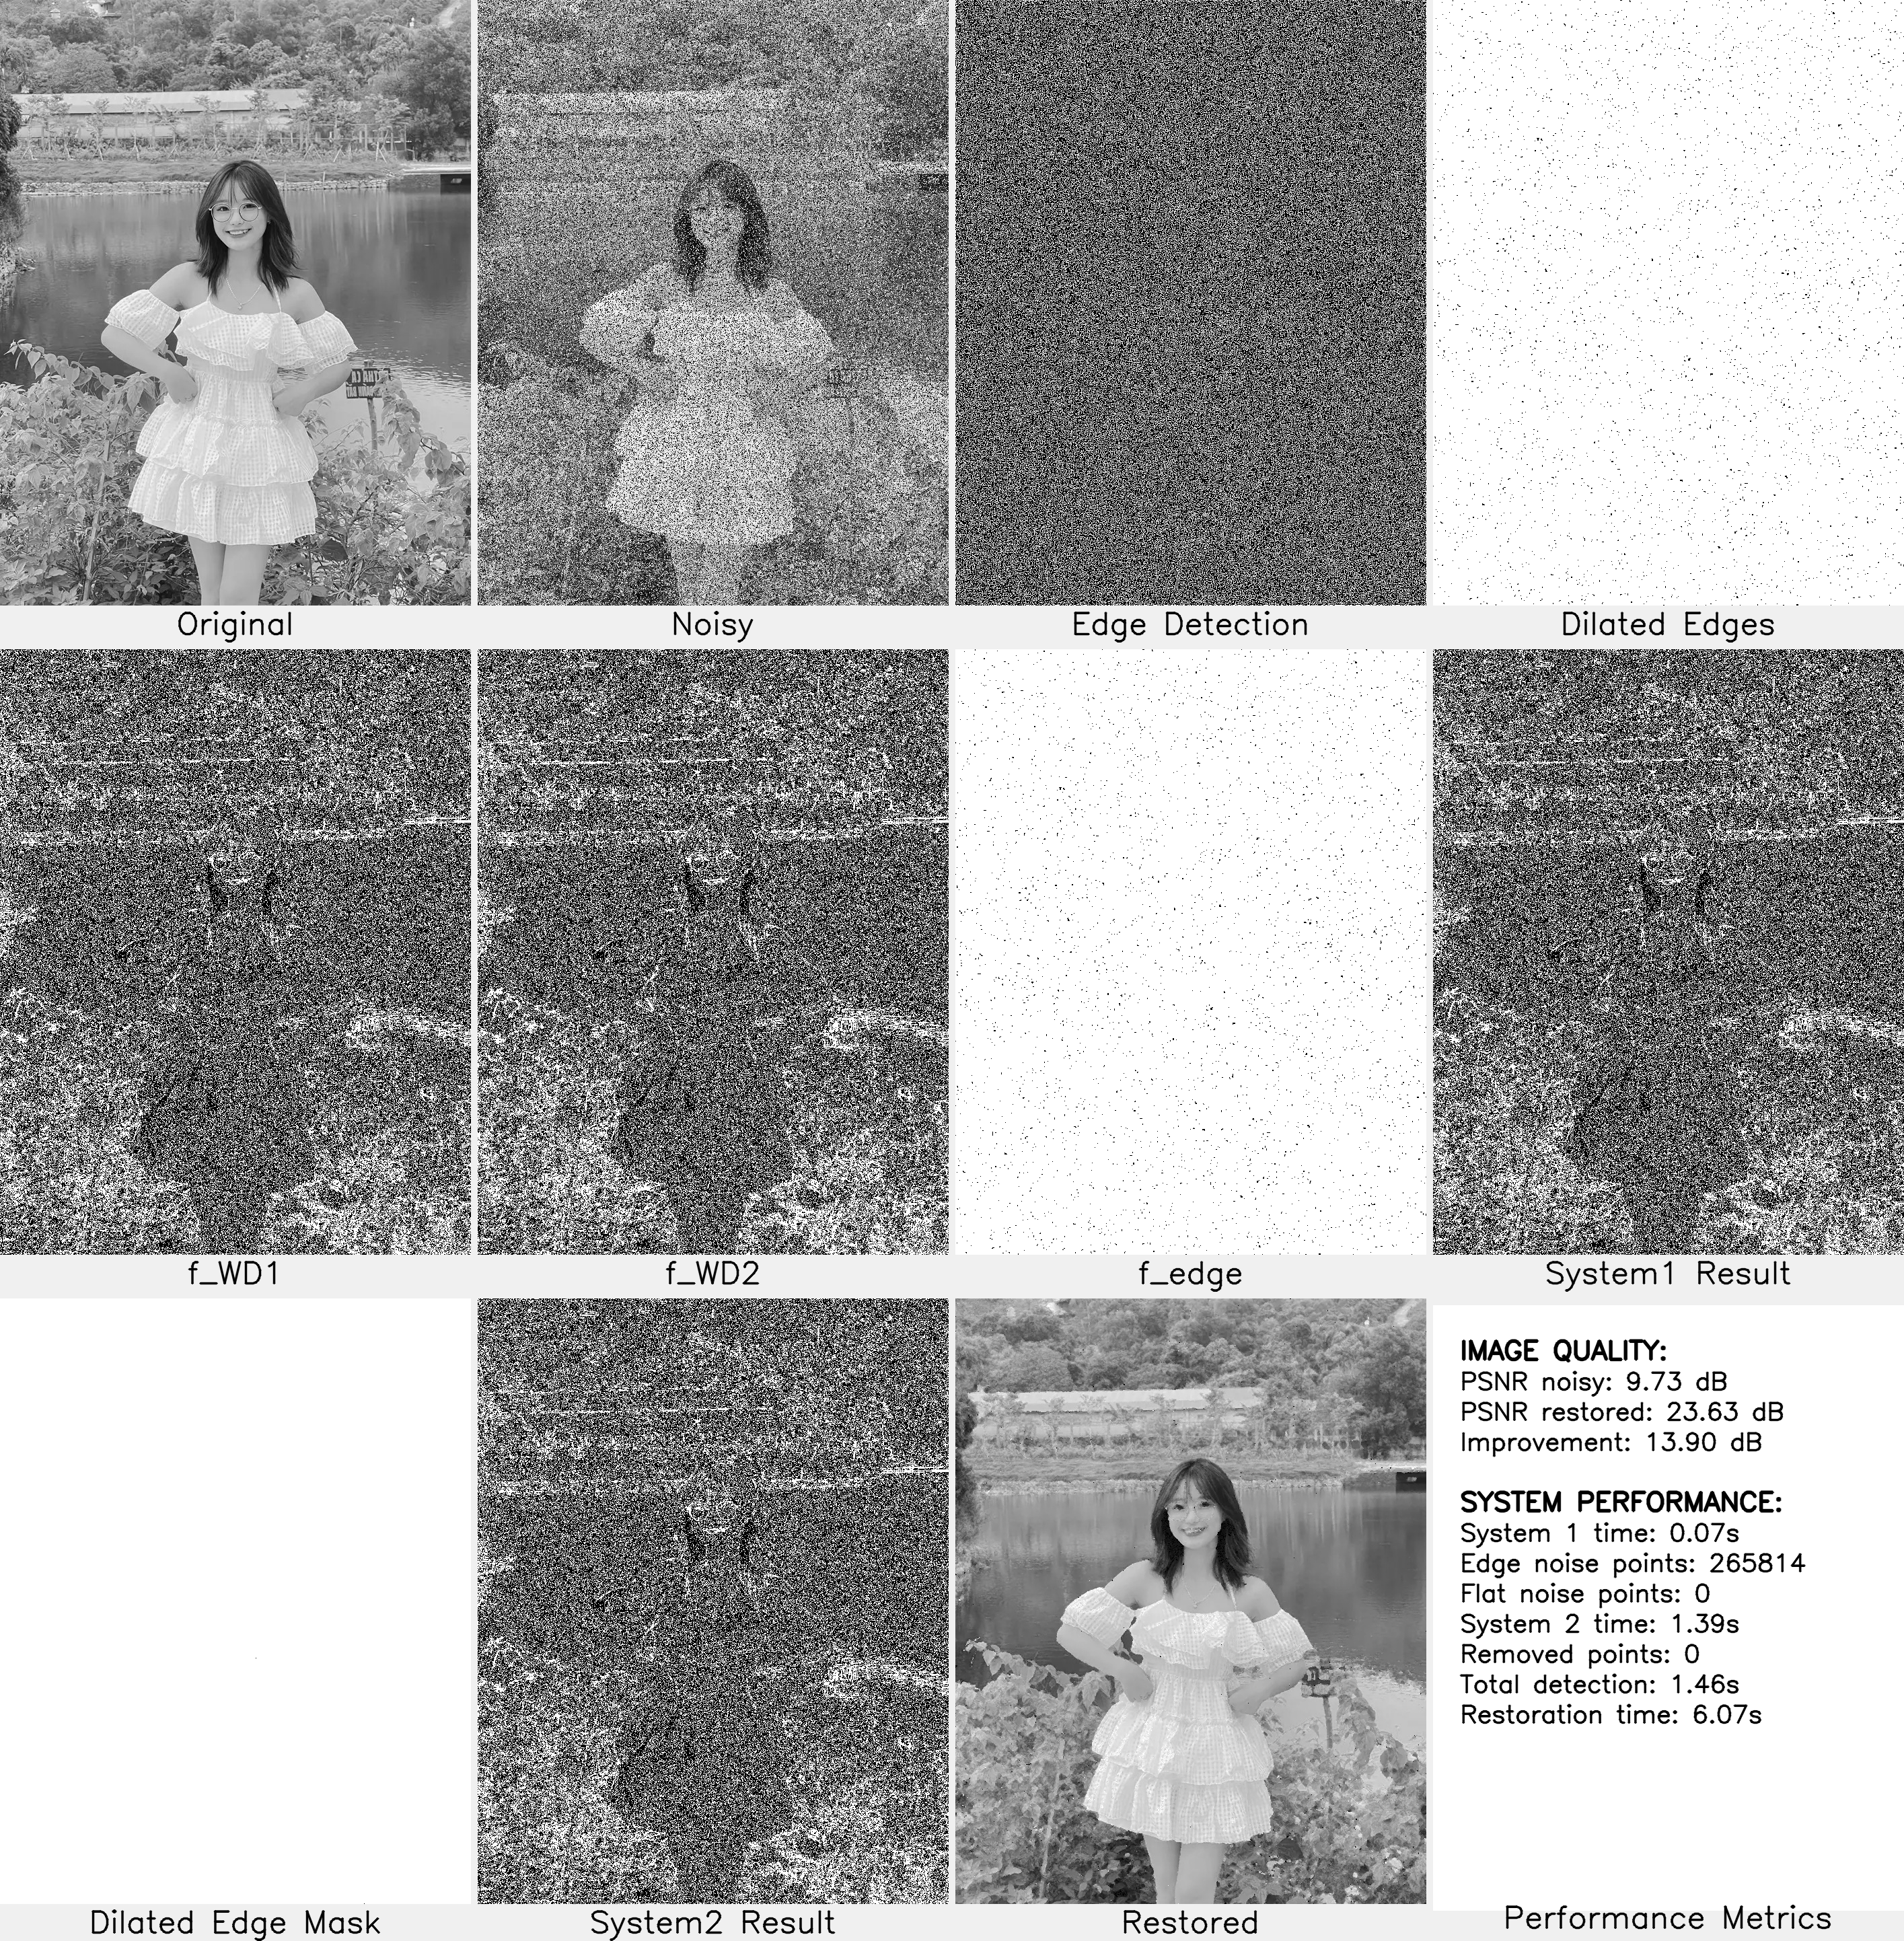 Original
Noisy
Edge Detection
Dilated Edges
f_WD1
f_WD2
f_edge
System1 Result
IMAGE QUALITY:
PSNR noisy: 9.73 dB
PSNR restored: 23.63 dB
Improvement: 13.90 dB
SYSTEM PERFORMANCE:
System 1 time: 0.07s
Edge noise points: 265814
Flat noise points: 0
System 2 time: 1.39s
Removed points: 0
Total detection: 1.46s
Restoration time: 6.07s
Dilated Edge Mask
System2 Result
Restored
Performance Metrics